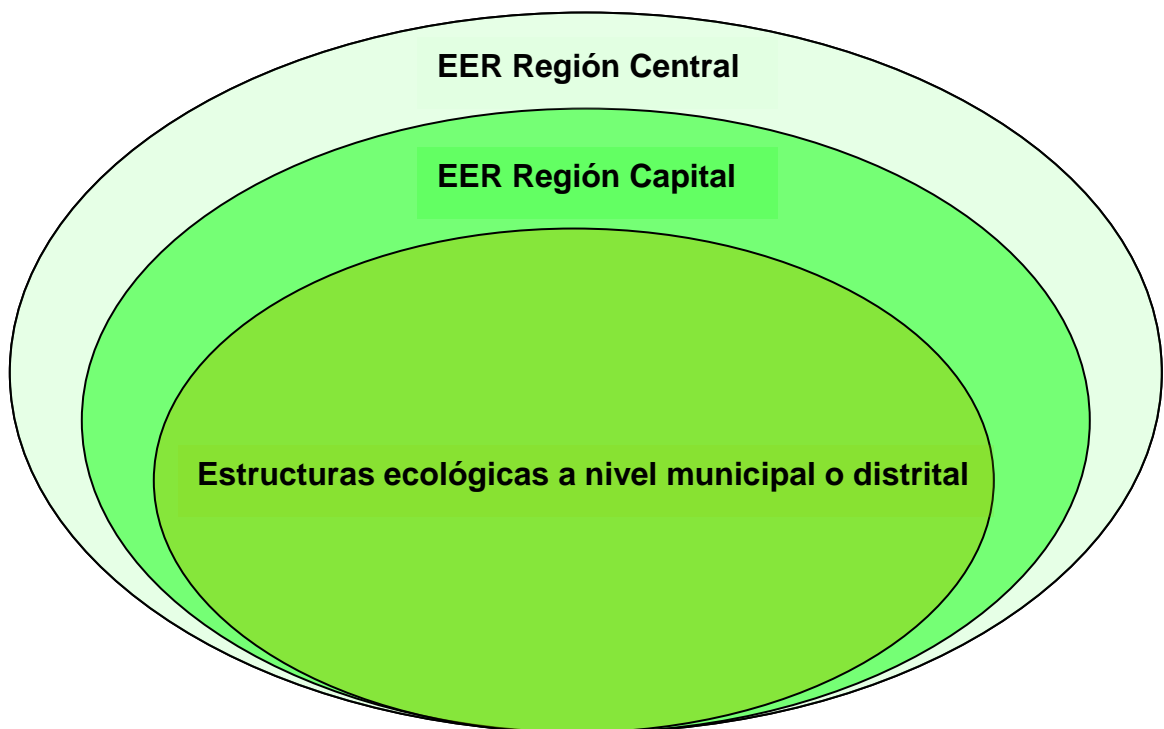 EER Región Central
EER Región Capital
Estructuras ecológicas a nivel municipal o distrital